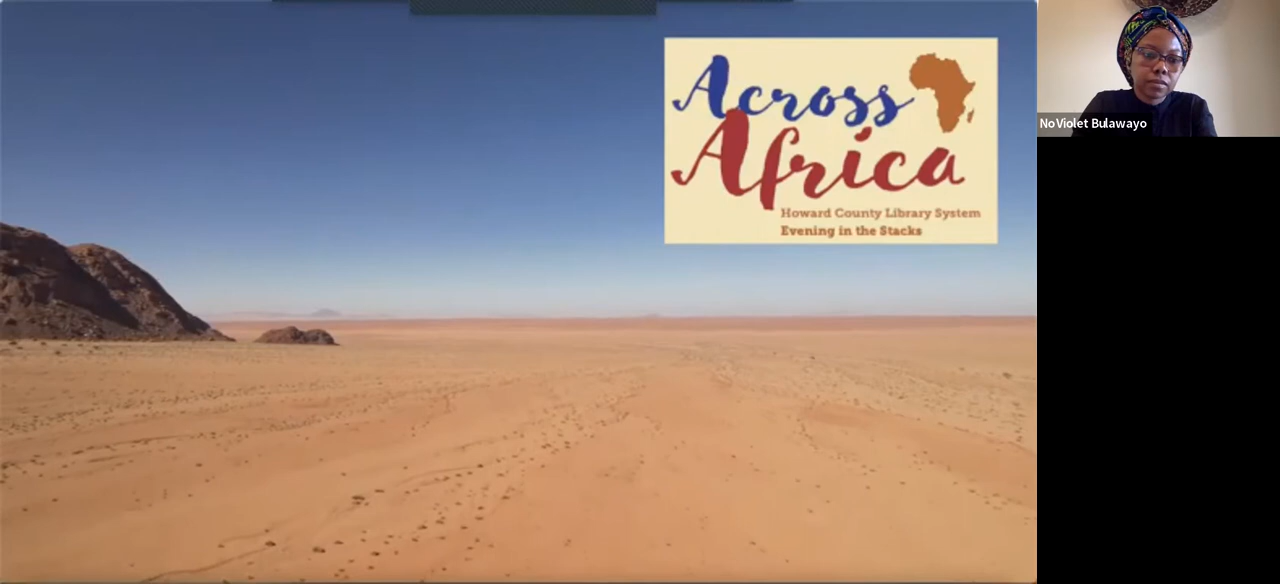 Across
Africa
Howard County Library System
Evening in the Stacks
NoViolet Bulawayo